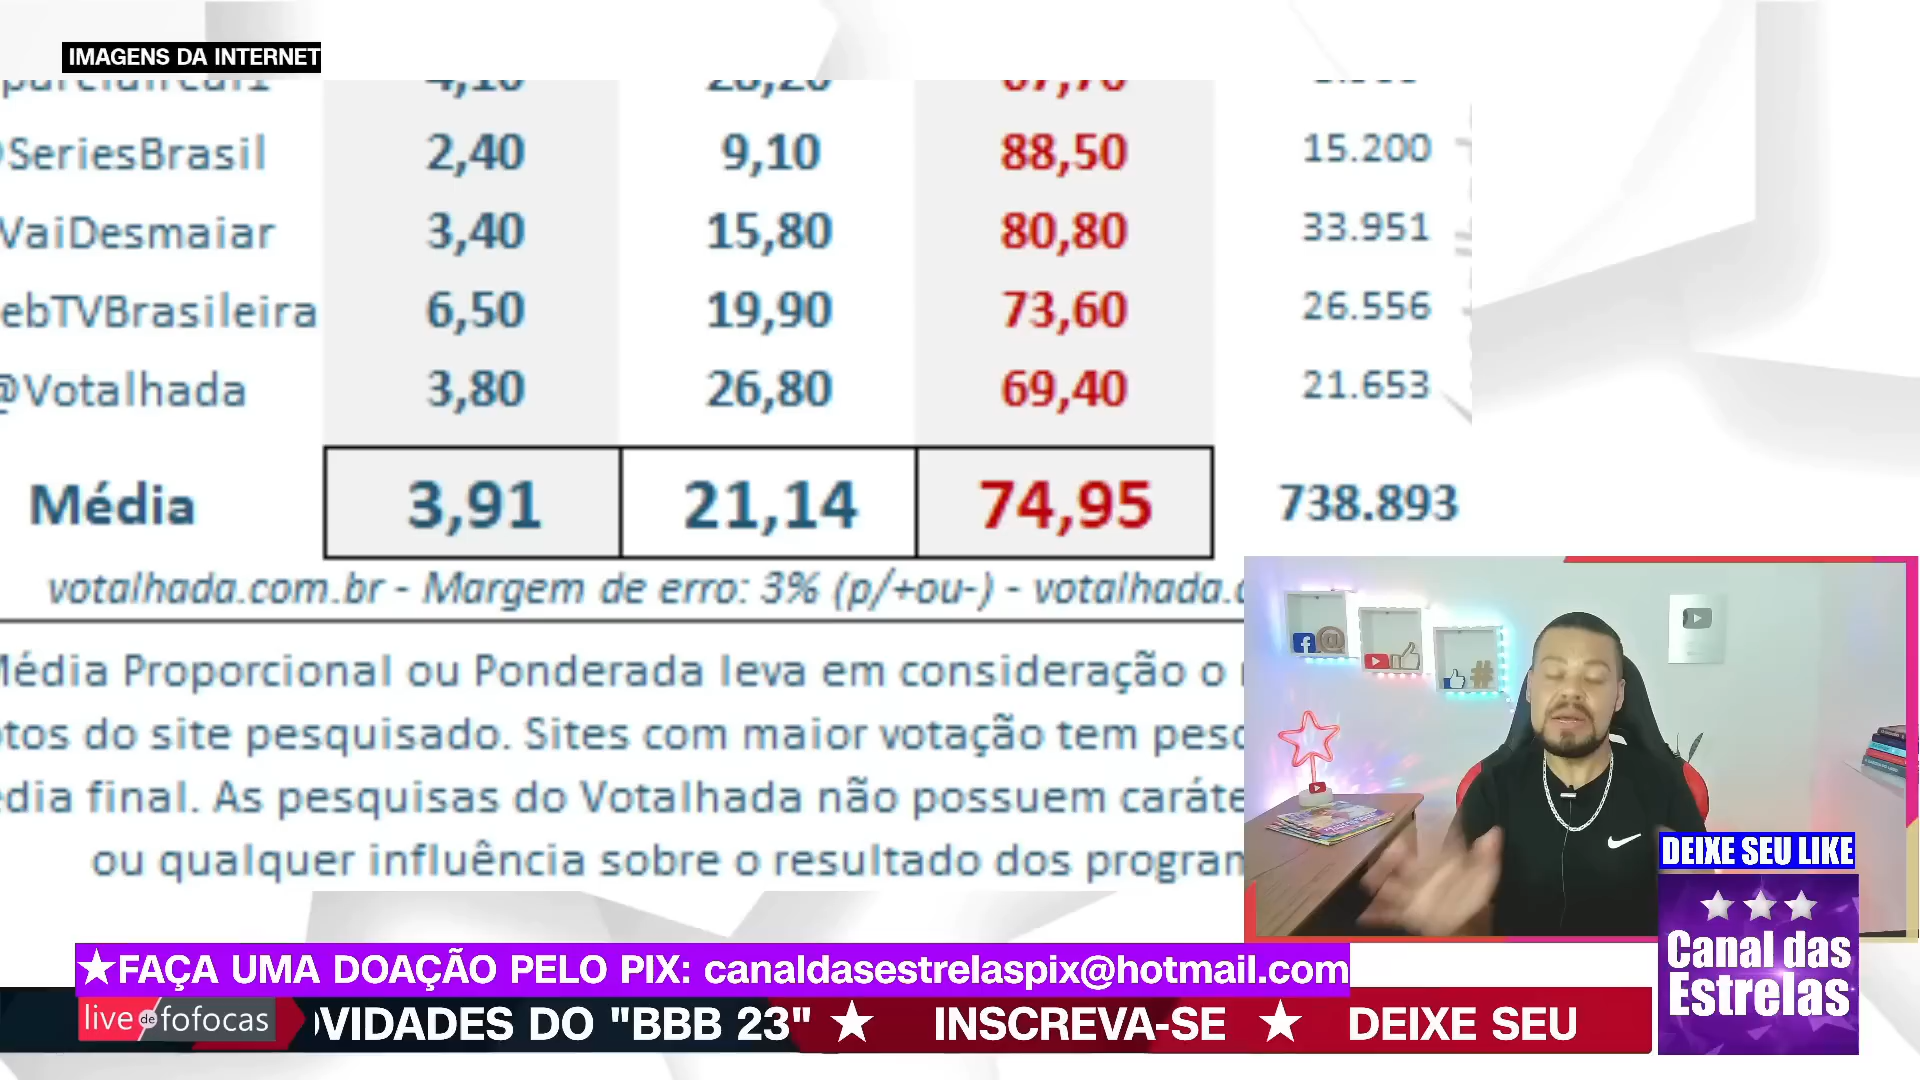 IMAGENS DA INTERNET
SeriesBrasil 2,40 9,10 88,50 15.200
VaiDesmaiar 3,40 15,80 80,80 33.951
ebTVBrasileira 6,50 19,90 73,60 26.556
@Votalhada 3,80 26,80 69,40 21.653
Média 3,91 21,14 74,95 738.893
votalhada.com.br - Margem de erro: 3% (p/+ou-) - votalhada.
Média Proporcional ou Ponderada leva em consideração o
tos do site pesquisado. Sites com maior votação tem peso
édia final. As pesquisas do Votalhada não possuem caráte
ou qualquer influência sobre o resultado dos program
DEIXE SEU LIKE
Canal das
Estrelas
★FAÇA UMA DOAÇÃO PELO PIX: canaldasestrelaspix@hotmail.com
live de fofocas
OVIDADES DO "BBB 23" ★ INSCREVA-SE ★ DEIXE SEU